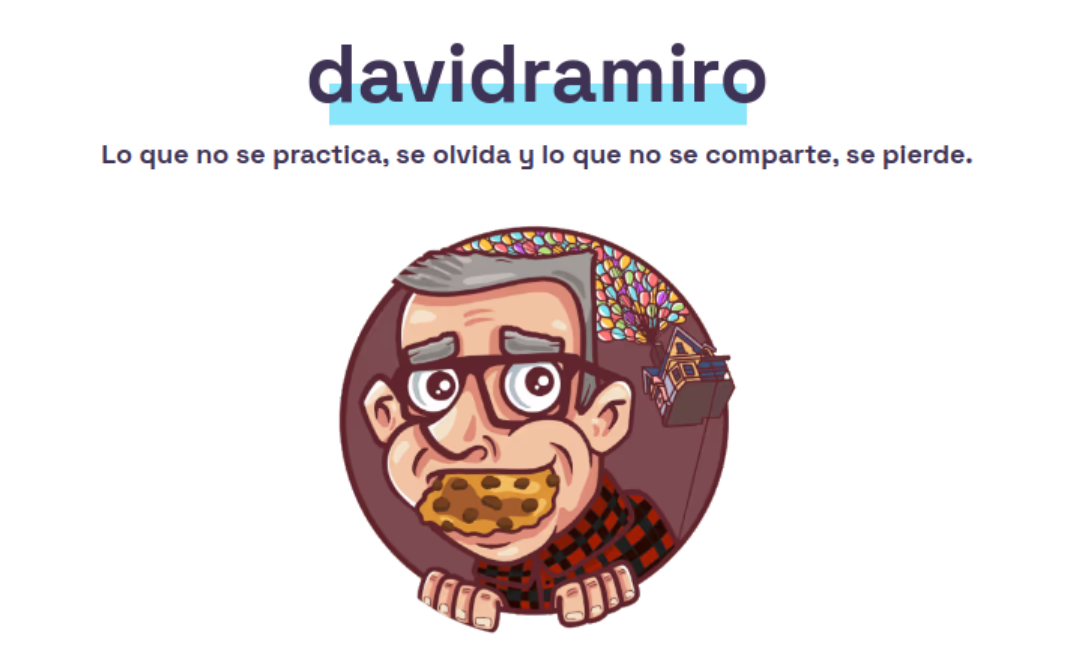 davidramiro
Lo que no se practica, se olvida y lo que no se comparte, se pierde.